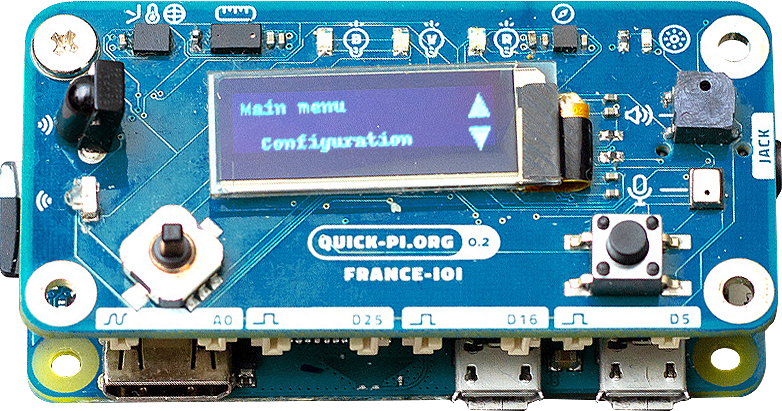 B
V
R
Main menu
Configuration
JACK
QUICK-PI.ORG 0.2
FRANCE-IOI
A0
D25
D16
D5